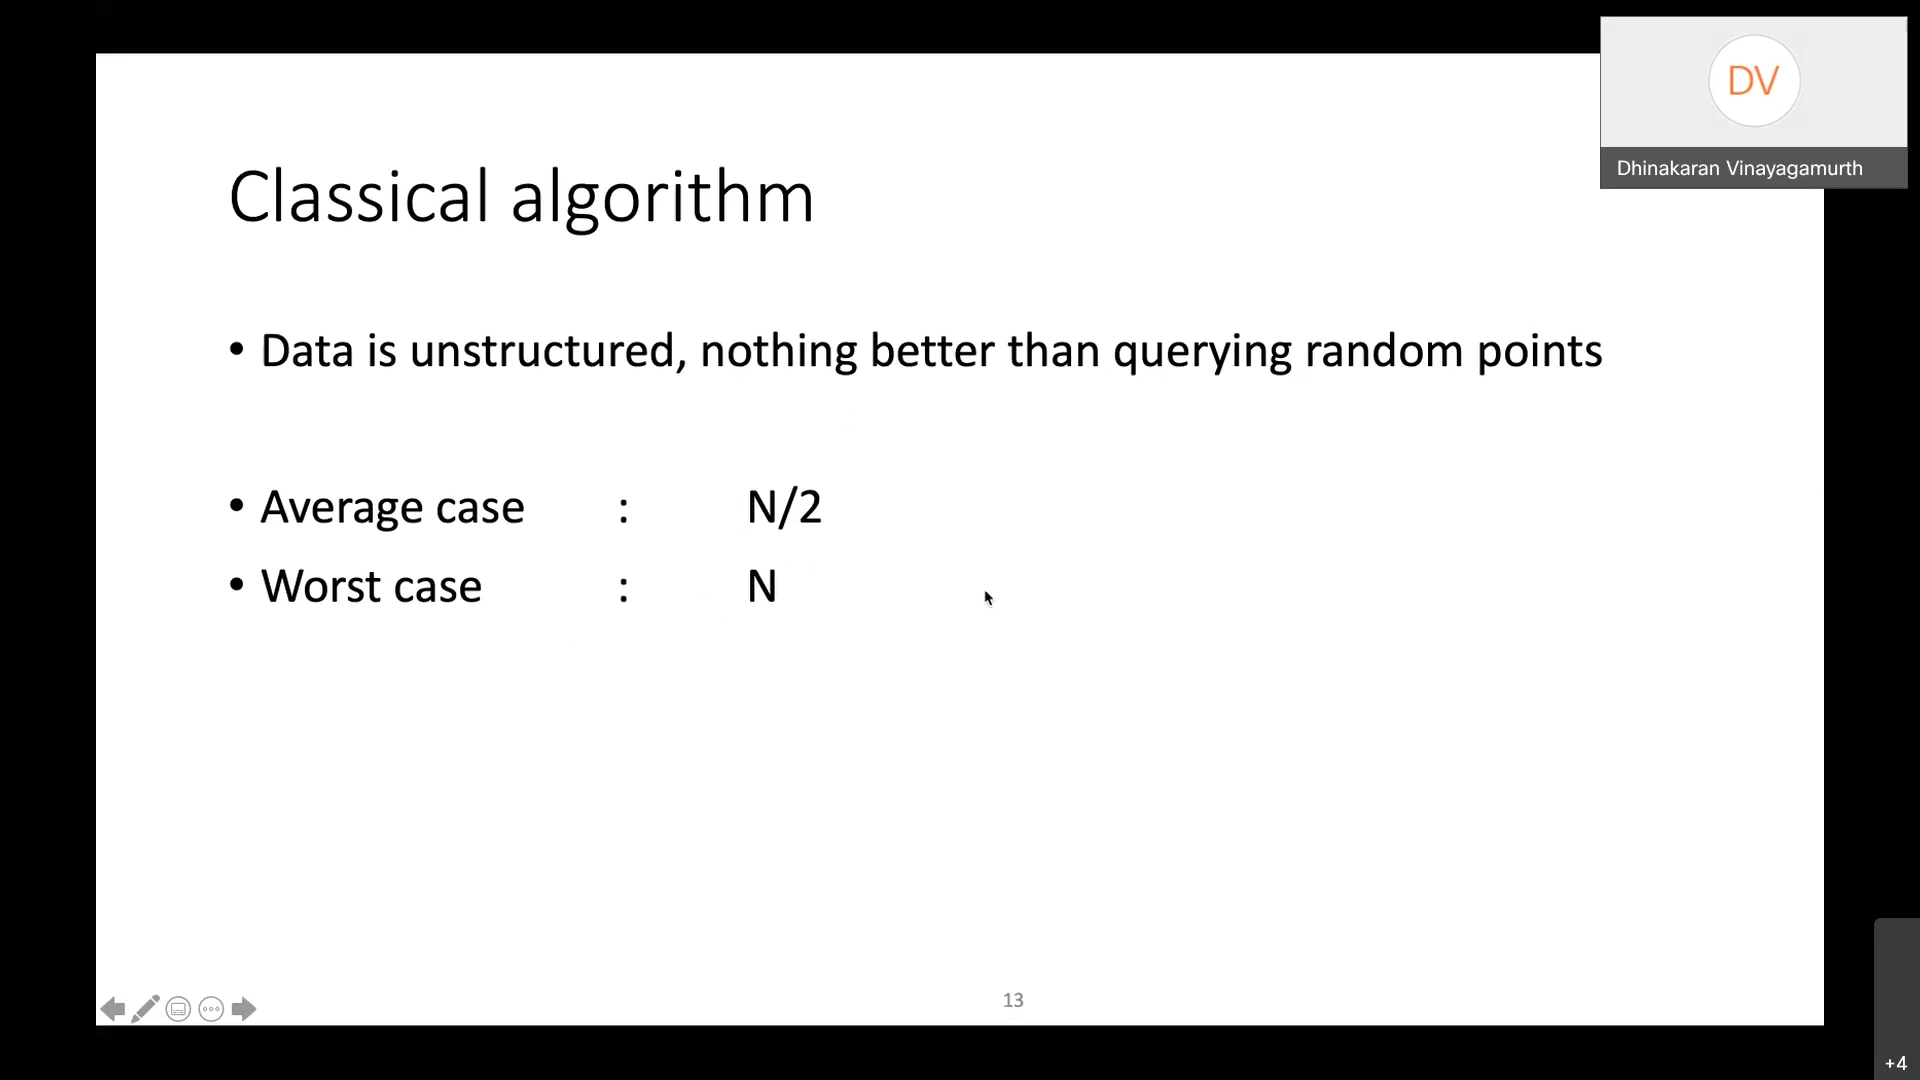 DV
Dhinakaran Vinayagamurth
Classical algorithm
• Data is unstructured, nothing better than querying random points
• Average case : N/2
• Worst case : N
13
+4